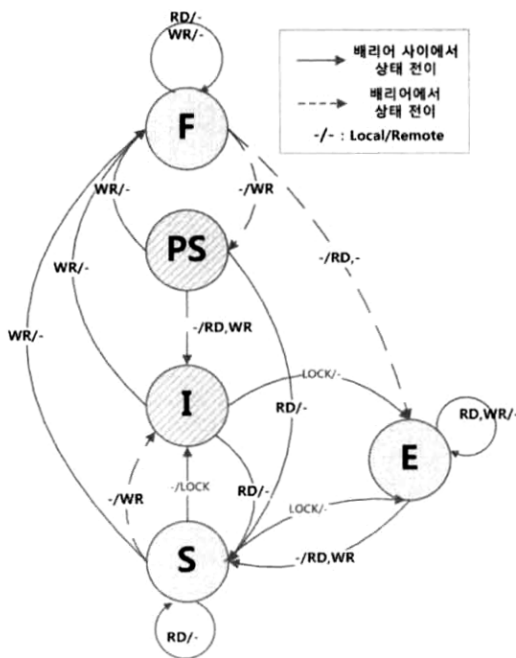 RD/-
WR/-
배리어 사이에서
상태 전이
배리어에서
상태 전이
-/- : Local/Remote
F
WR/-
-/WR
PS
-/RD,-
WR/-
WR/-
-/RD,WR
LOCK/-
I
RD/-
RD,WR/-
E
-/WR
-/LOCK
RD/-
LOCK/-
-/RD,WR
S
RD/-